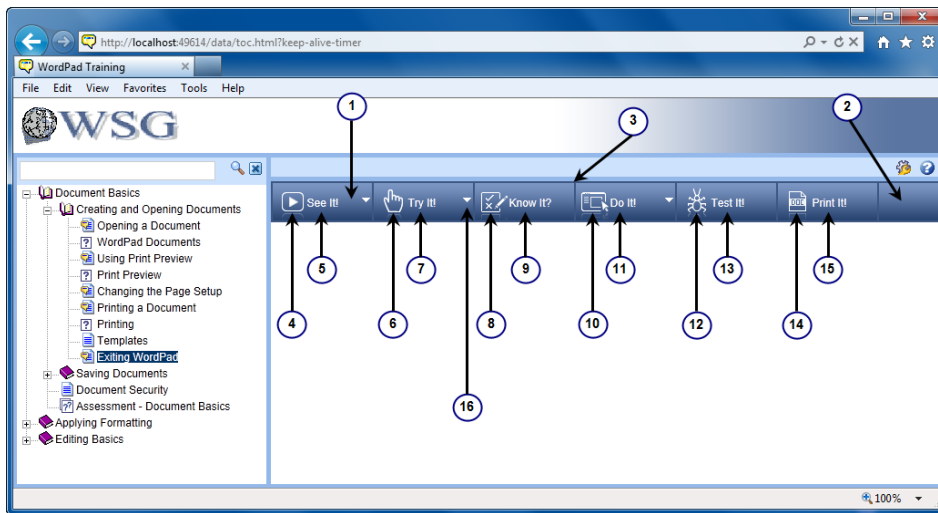 http://localhost:49614/data/toc.html?keep-alive-timer
WordPad Training
File Edit View Favorites Tools Help
1
2
3
WSG
Document Basics
Creating and Opening Documents
Opening a Document
WordPad Documents
Using Print Preview
Print Preview
Changing the Page Setup
Printing a Document
Printing
Templates
Exiting WordPad
Saving Documents
Document Security
Assessment - Document Basics
Applying Formatting
Editing Basics
See It! Try It! Know It? Do It! Test It! DOC Print It!
5 7 9 11 13 15
4 6 8 10 12 14
16
100%